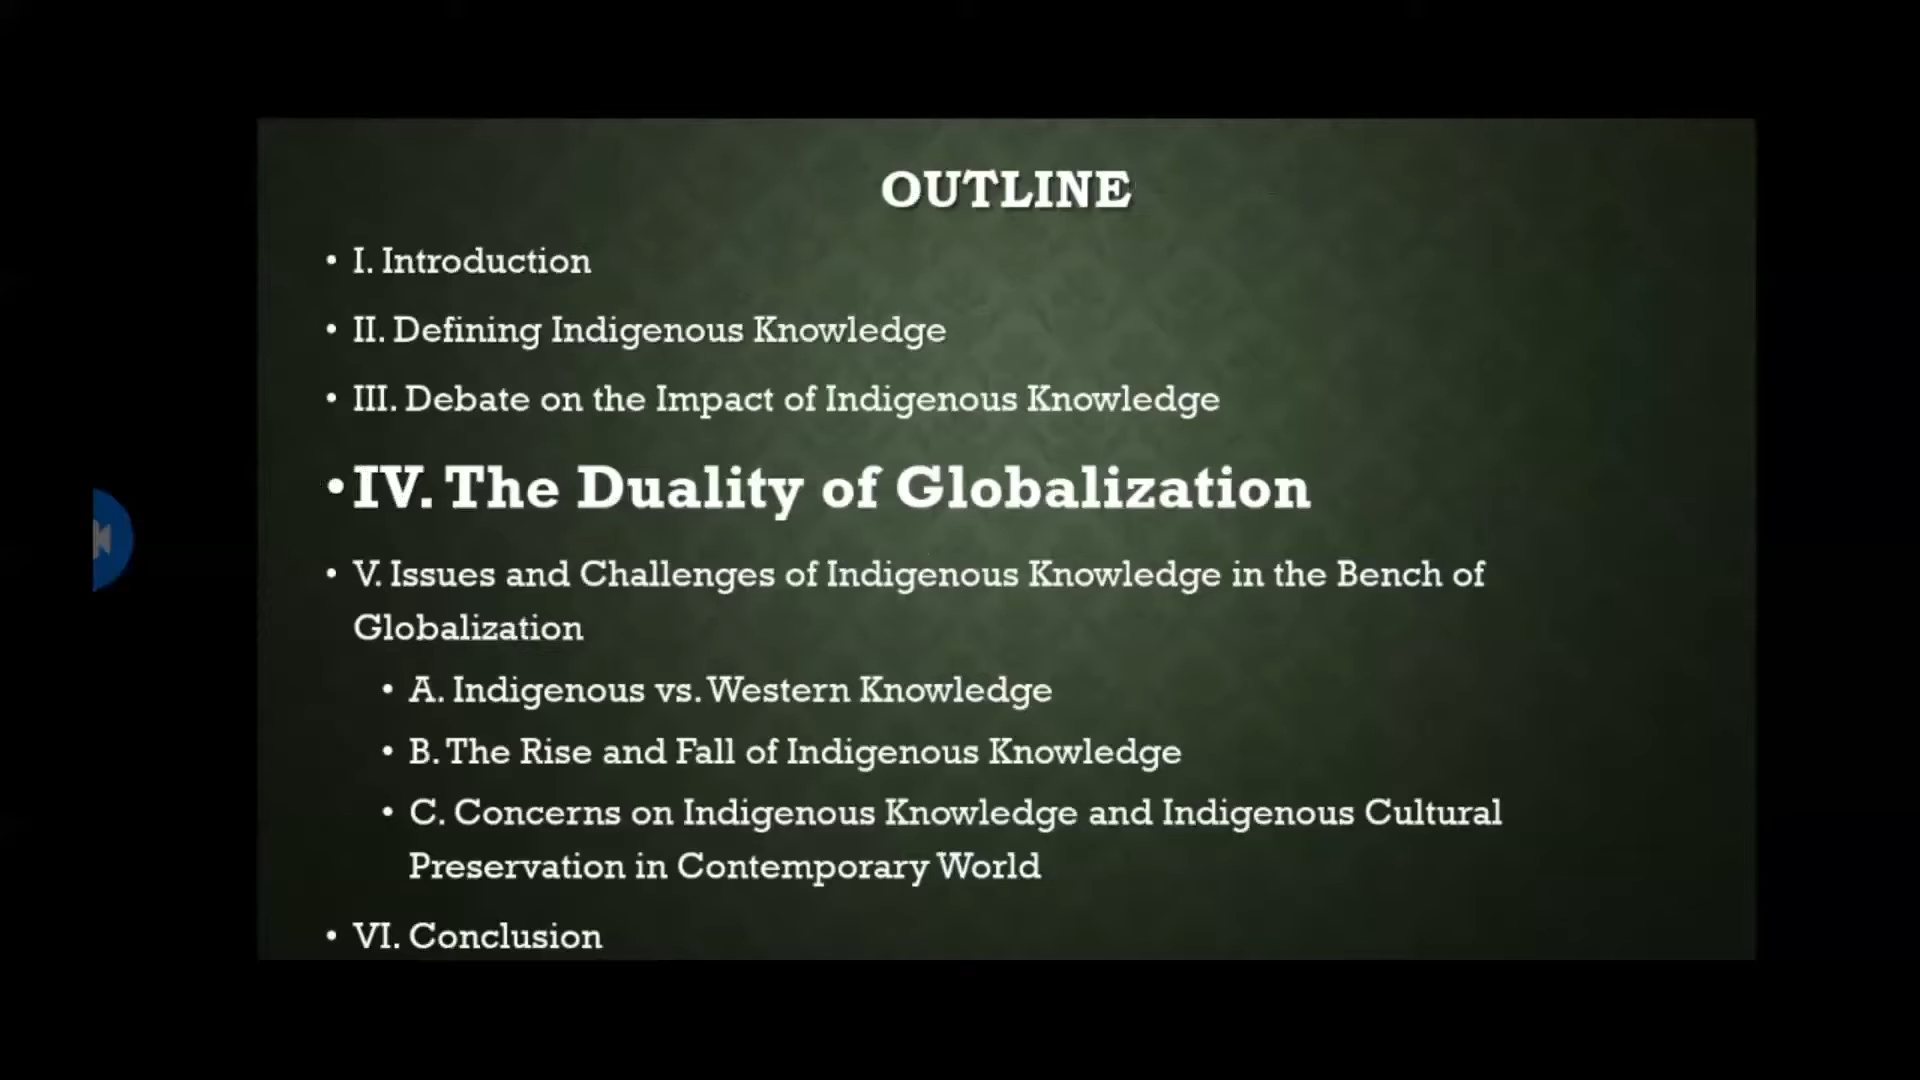 OUTLINE
• I. Introduction
• II. Defining Indigenous Knowledge
• III. Debate on the Impact of Indigenous Knowledge
• IV. The Duality of Globalization
• V. Issues and Challenges of Indigenous Knowledge in the Bench of
Globalization
• A. Indigenous vs. Western Knowledge
• B. The Rise and Fall of Indigenous Knowledge
• C. Concerns on Indigenous Knowledge and Indigenous Cultural
Preservation in Contemporary World
• VI. Conclusion